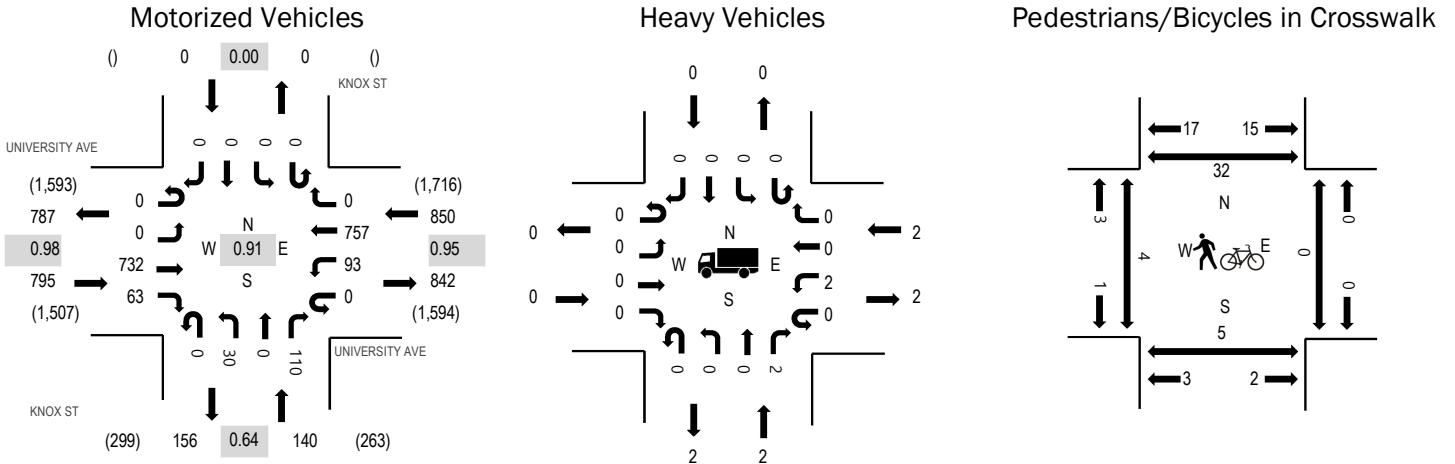 Motorized Vehicles
() 0 0.00 0 ()
KNOX ST
UNIVERSITY AVE
0 0 0 0
(1,593) (1,716)
0 0
787 850
0 N 757
0.98 W 0.91 E 0.95
732 93
795 S 842
63 0
(1,507) (1,594)
0 30 0 110
UNIVERSITY AVE
KNOX ST
(299) 156 0.64 140 (263)
Heavy Vehicles
0 0
0 0 0 0
0 0
0 2
0 N 0
W E
0 2
0 2
0 S 0
0 0 0 2
2 2
Pedestrians/Bicycles in Crosswalk
17 15
32
3 N 0
4 W E 0
1 S 0
5
3 2